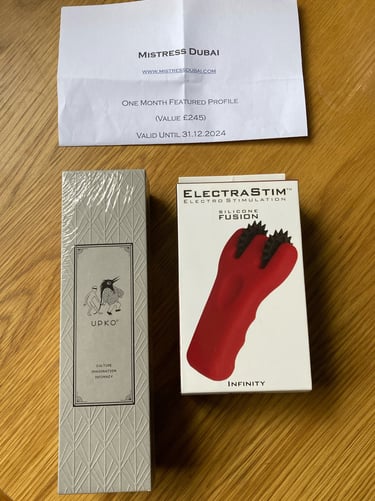 MISTRESS DUBAI
WWW.MISTRESSDUBAI.COM
ONE MONTH FEATURED PROFILE
(VALUE £245)
VALID UNTIL 31.12.2024
UPKO®
CULTURE
IMAGINATION
INTIMACY
ELECTRASTIM™
ELECTRO STIMULATION
SILICONE
FUSION
INFINITY